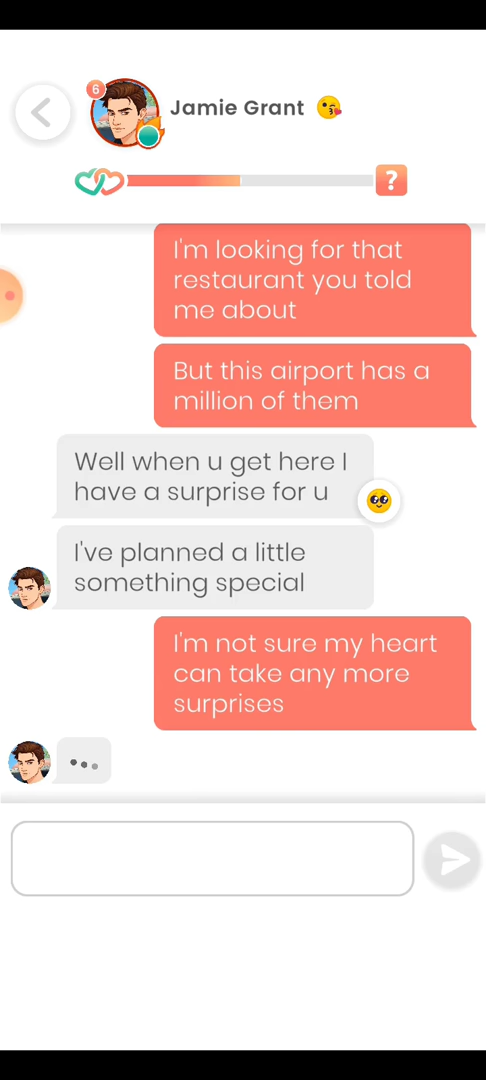 6
Jamie Grant
?
I'm looking for that
restaurant you told
me about
But this airport has a
million of them
Well when u get here I
have a surprise for u
I've planned a little
something special
I'm not sure my heart
can take any more
surprises